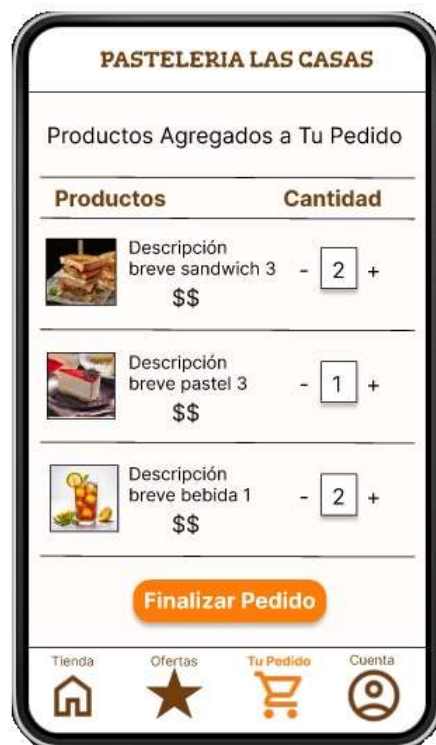 PASTELERIA LAS CASAS
Productos Agregados a Tu Pedido
Productos Cantidad
Descripción
breve sandwich 3
$$
- 2 +
Descripción
breve pastel 3
$$
- 1 +
Descripción
breve bebida 1
$$
- 2 +
Finalizar Pedido
Tienda Ofertas Tu Pedido Cuenta